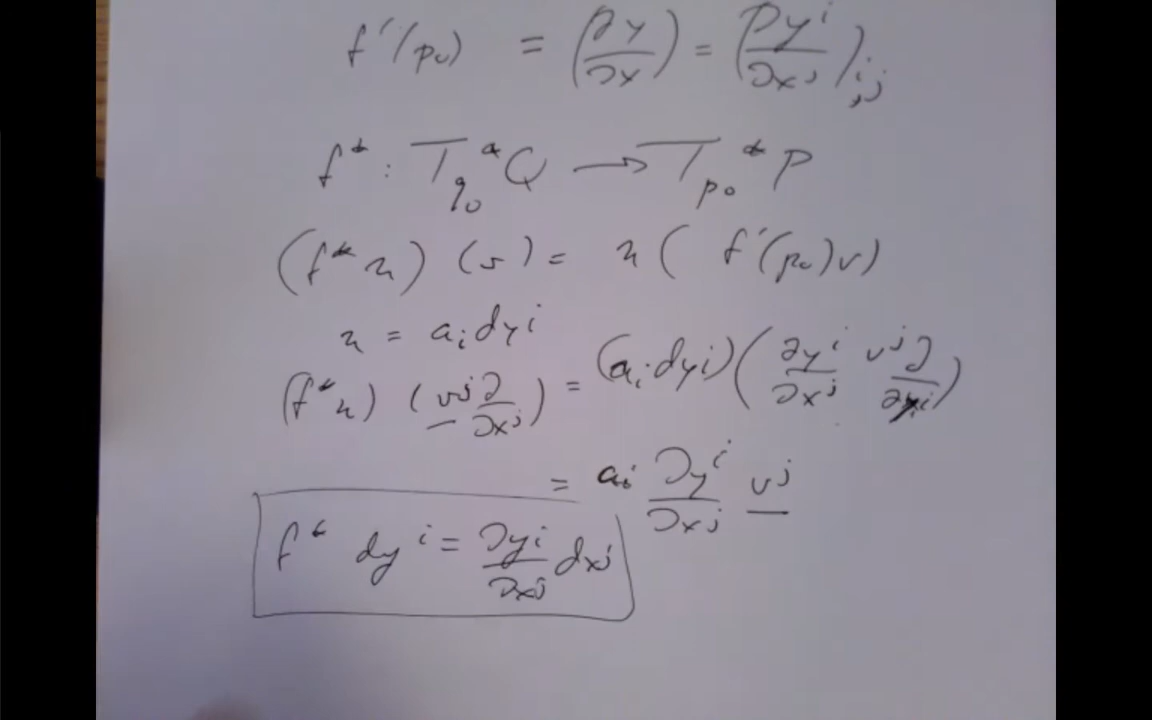 f'(p₀) = (∂y/∂x) = (∂yⁱ/∂xʲ)ᵢ,ⱼ
f* : T*_{q₀}Q → T*_{p₀}P
(f*η)(v) = η(f'(p₀)v)
η = aᵢdyⁱ
(f*η)(vʲ ∂/∂xʲ) = (aᵢdyⁱ)(∂yⁱ/∂xʲ vʲ ∂/∂yⁱ)
= aᵢ ∂yⁱ/∂xʲ vʲ
f* dyⁱ = ∂yⁱ/∂xʲ dxʲ